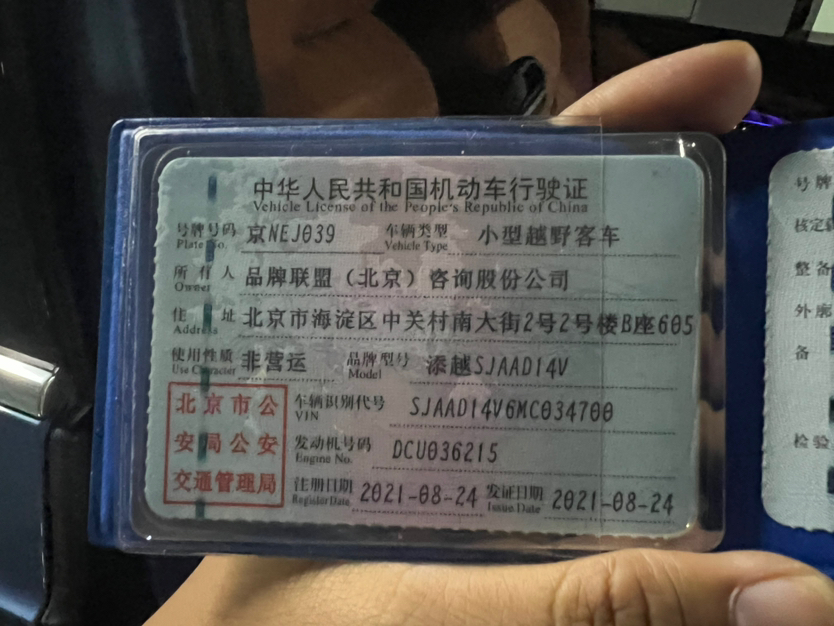 中华人民共和国机动车行驶证
Vehicle License of the People's Republic of China
号牌号码 京NEJ039 车辆类型 小型越野客车
Plate No. Vehicle Type
所有人 品牌联盟（北京）咨询股份公司
Owner
住址 北京市海淀区中关村南大街2号2号楼B座605
Address
使用性质 非营运 品牌型号 添越SJAAD14V
Use Character Model
北京市公
安局公安
交通管理局
车辆识别代号 SJAAD14V6MC034700
VIN
发动机号码 DCU036215
Engine No.
注册日期 2021-08-24 发证日期 2021-08-24
Register Date Issue Date
号牌
核定
整备
外廓
备
检验